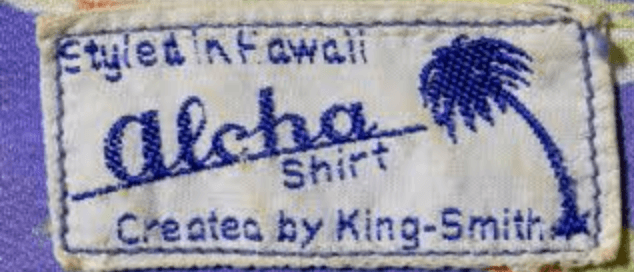 Styled in Hawaii
Aloha
Shirt
Created by King-Smith